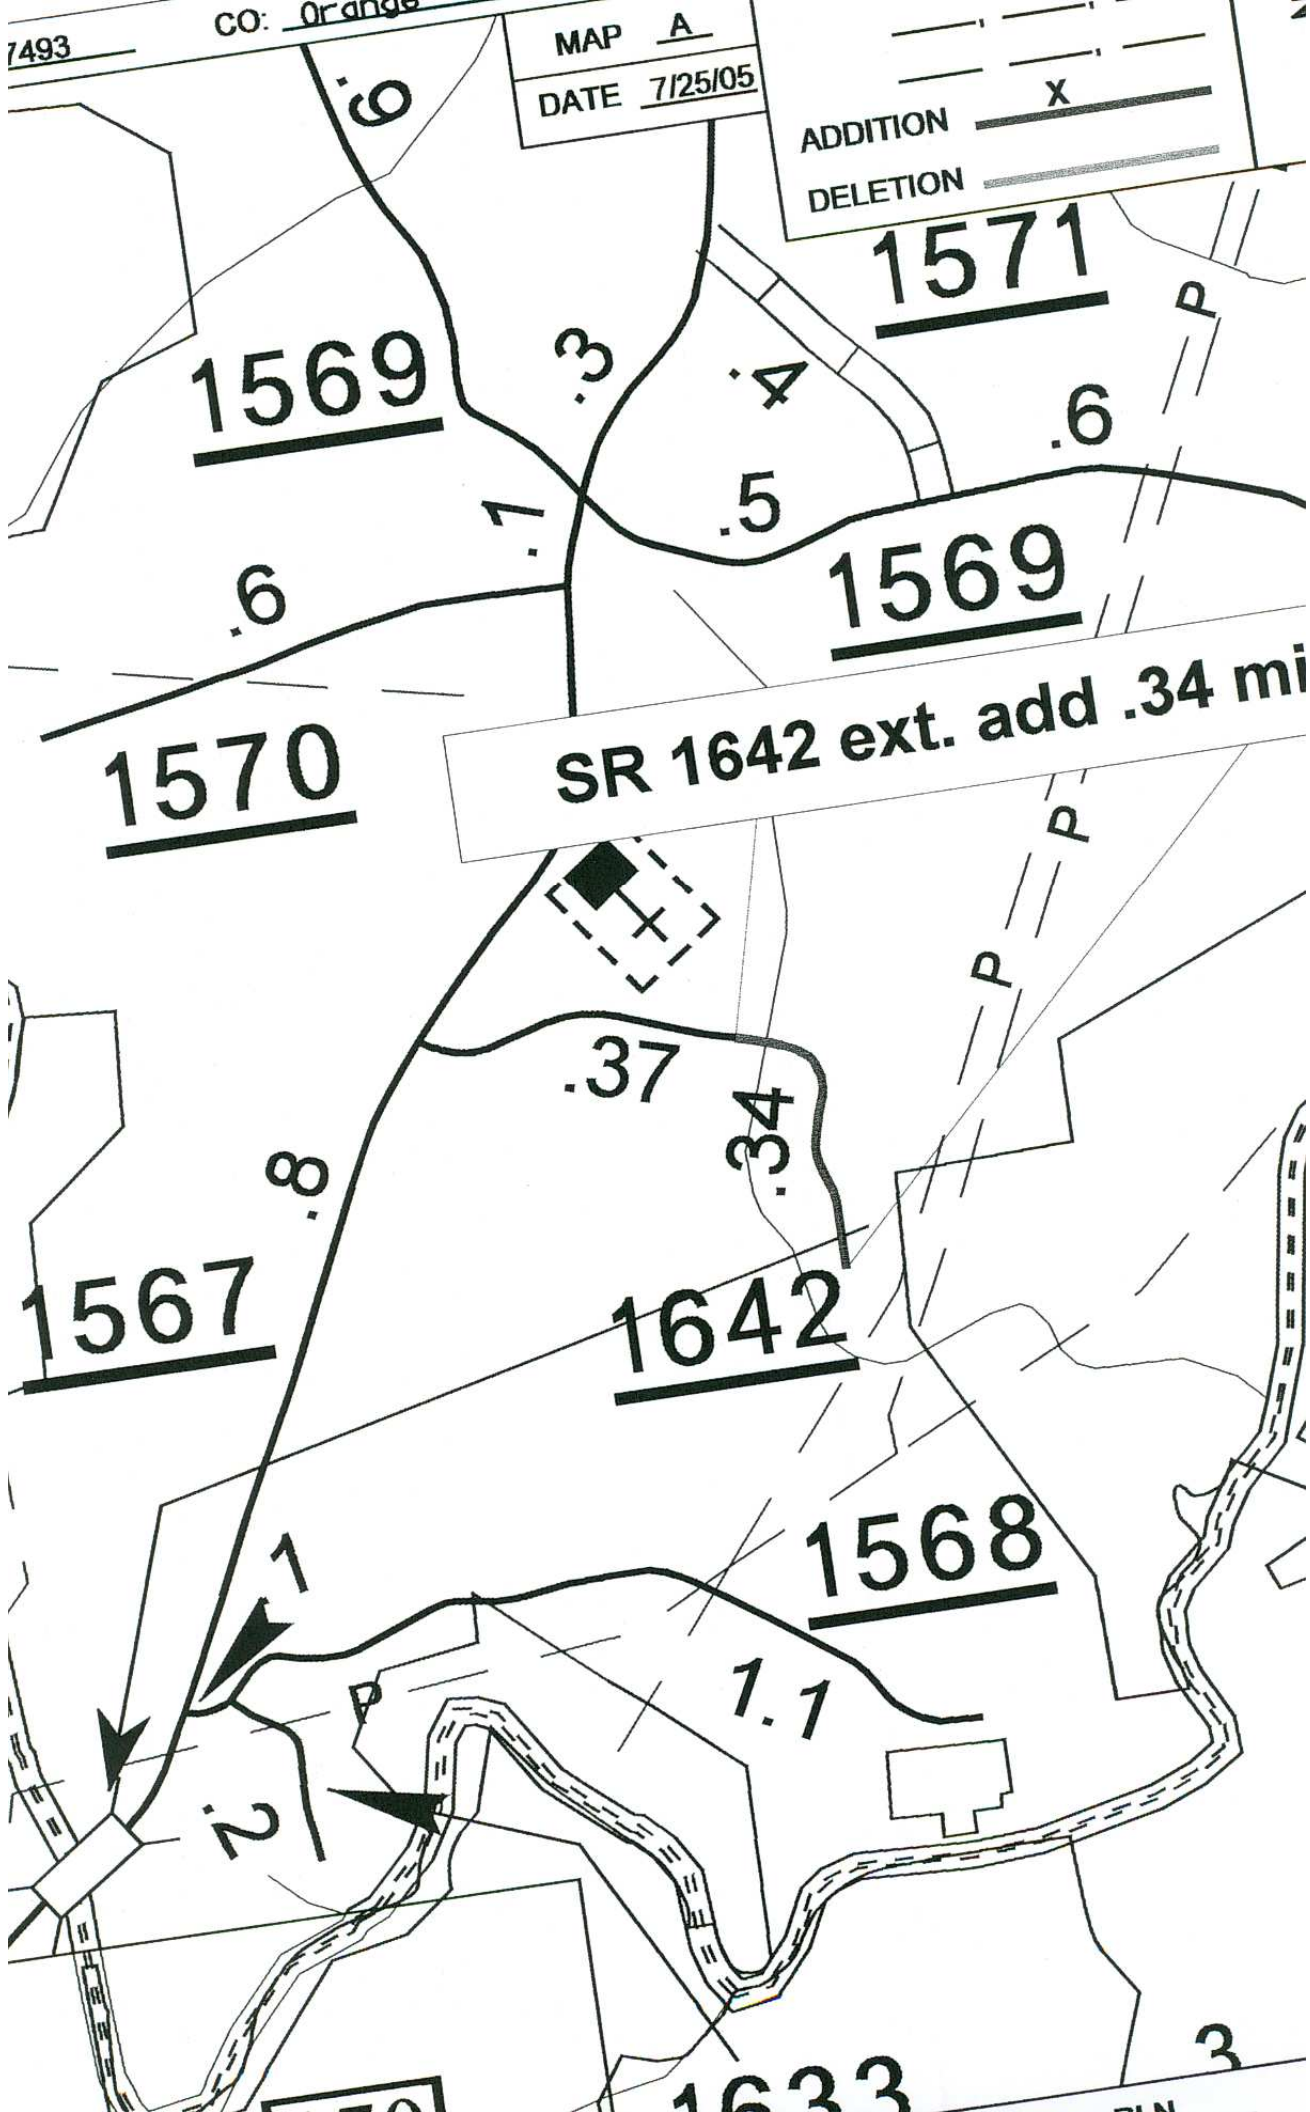 7493
CO: Orange
MAP A
DATE 7/25/05
X
ADDITION
DELETION
.9
1571
P
1569
.3
.4
.6
.1
.5
1569
.6
1570
SR 1642 ext. add .34 mi
P
P
.37
.34
.8
1567
1642
1568
.1
P
1.1
.2
3
1633